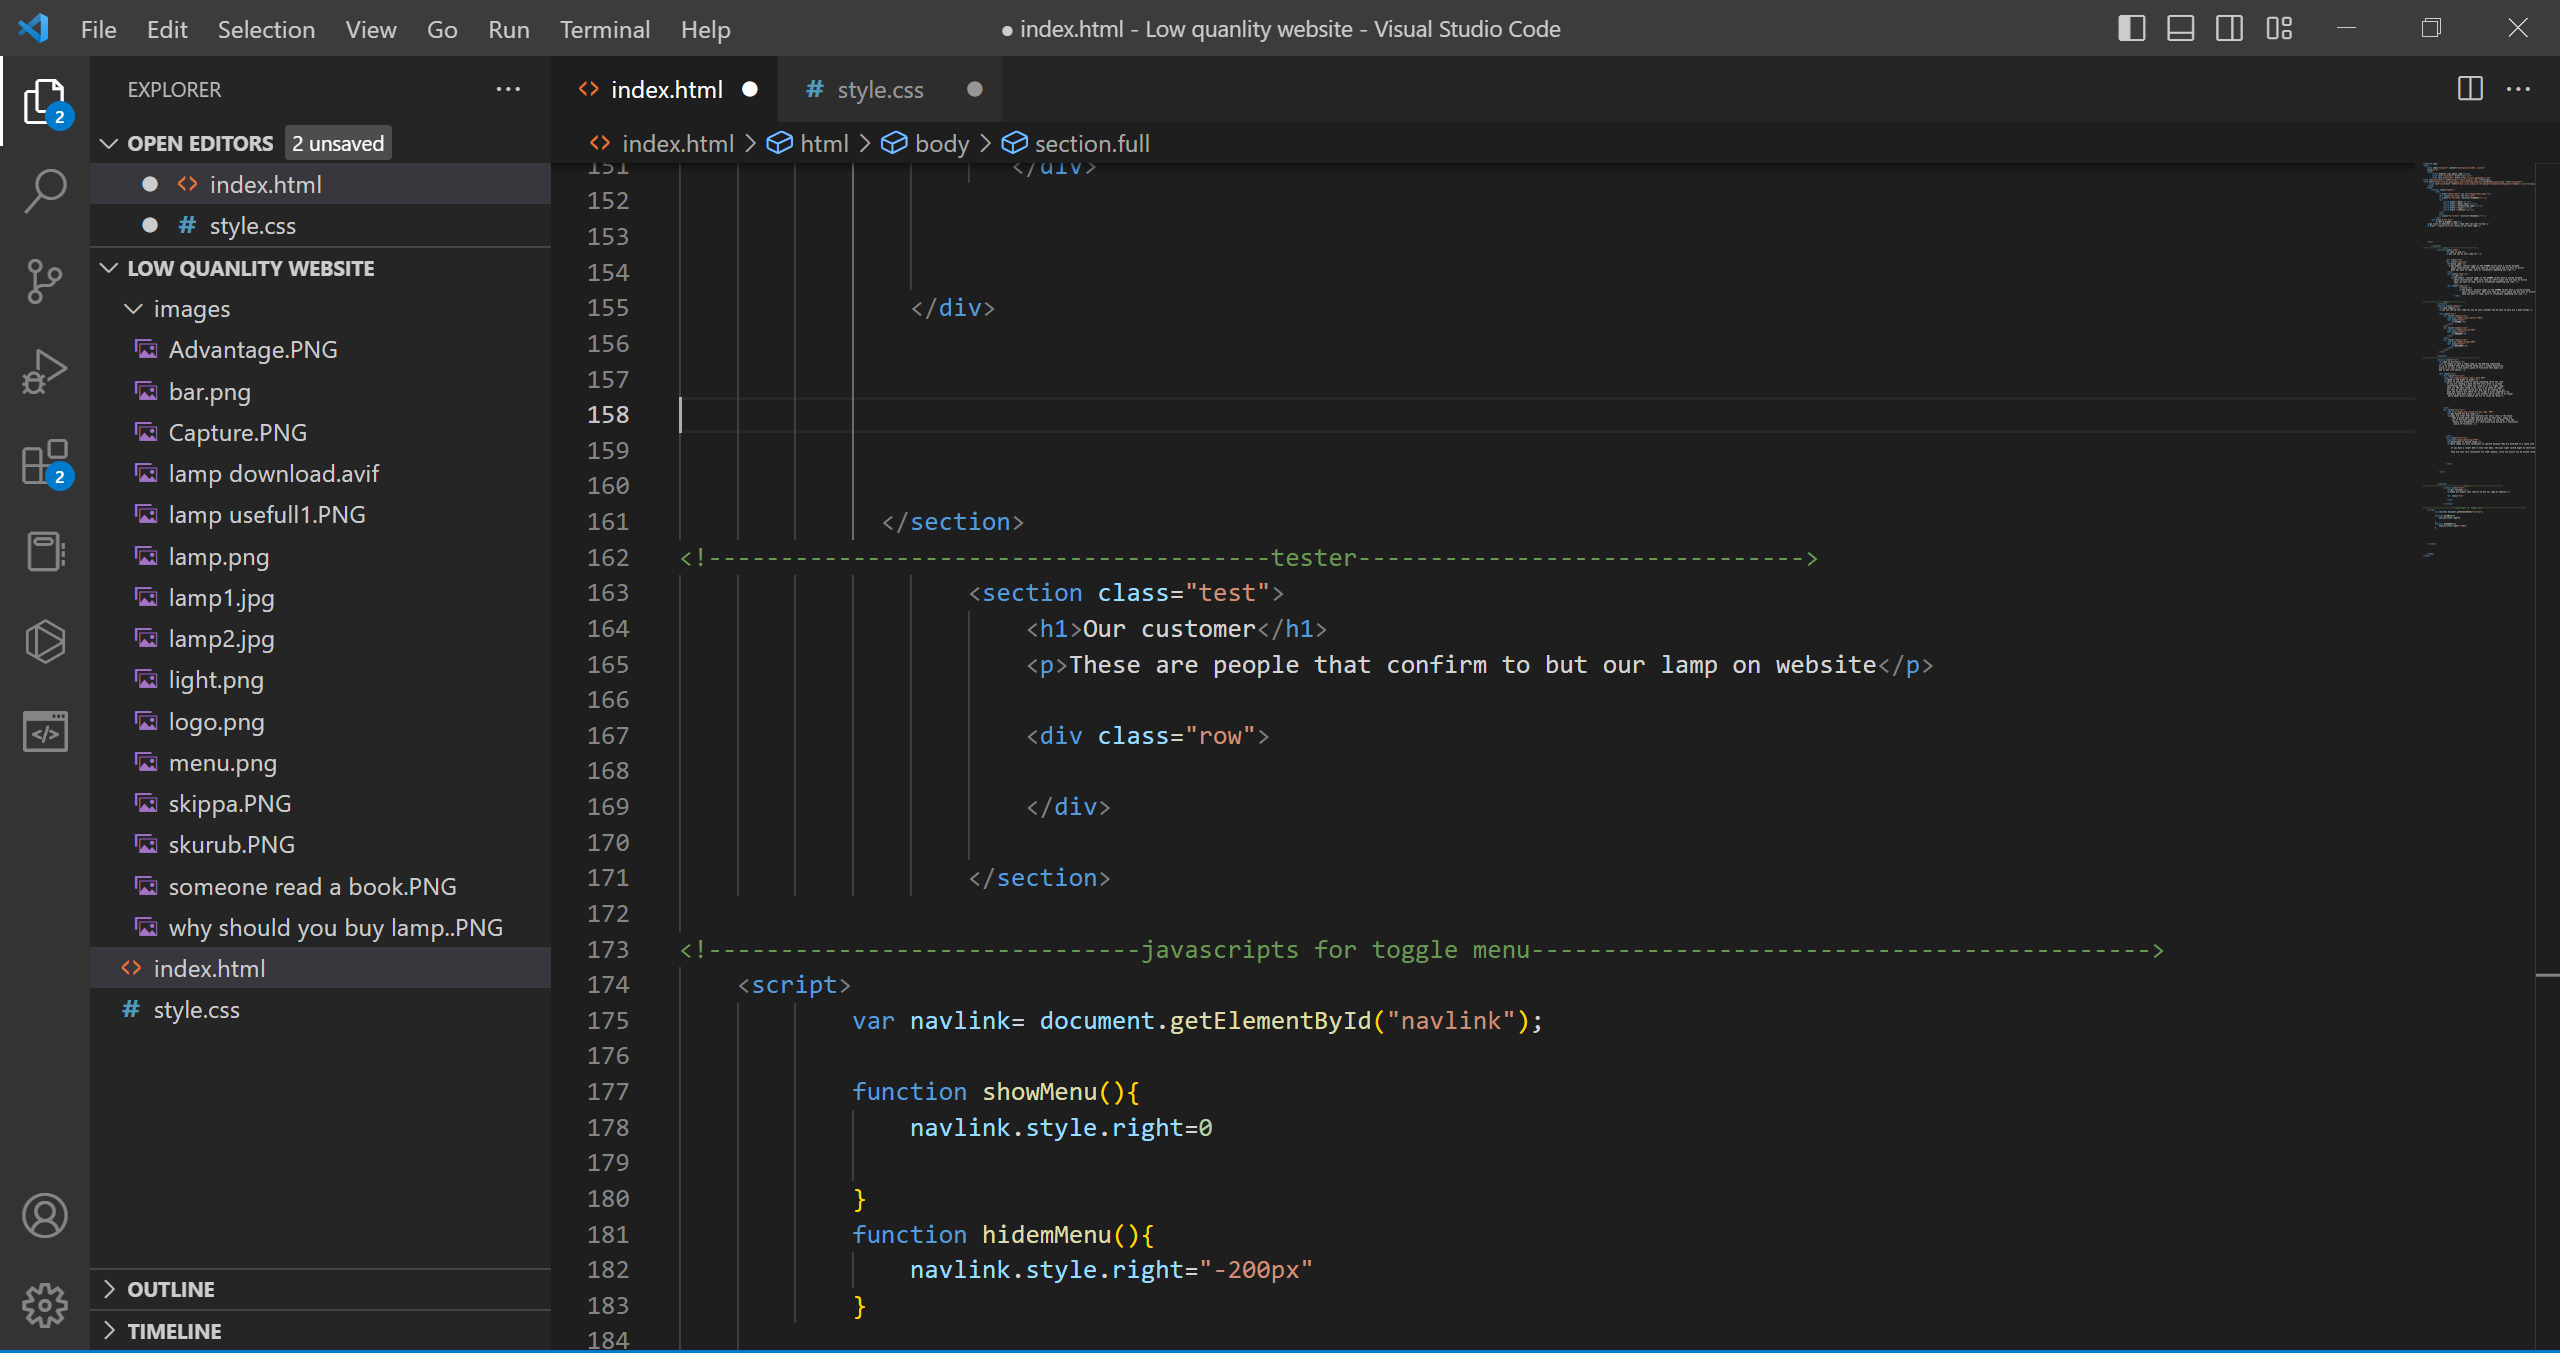 File Edit Selection View Go Run Terminal Help
● index.html - Low quanlity website - Visual Studio Code
EXPLORER
2
OPEN EDITORS 2 unsaved
index.html
# style.css
LOW QUANLITY WEBSITE
images
Advantage.PNG
bar.png
Capture.PNG
lamp download.avif
2
lamp usefull1.PNG
lamp.png
lamp1.jpg
lamp2.jpg
light.png
logo.png
menu.png
skippa.PNG
skurub.PNG
someone read a book.PNG
why should you buy lamp..PNG
index.html
# style.css
OUTLINE
TIMELINE
index.html # style.css
index.html > html > body > section.full
151 </div>
152
153
154
155 </div>
156
157
158
159
160
161 </section>
162 <!---------------------------------------tester------------------------------->
163 <section class="test">
164 <h1>Our customer</h1>
165 <p>These are people that confirm to but our lamp on website</p>
166
167 <div class="row">
168
169 </div>
170
171 </section>
172
173 <!------------------------------javascripts for toggle menu------------------------------------------->
174 <script>
175 var navlink= document.getElementById("navlink");
176
177 function showMenu(){
178 navlink.style.right=0
179
180 }
181 function hidemMenu(){
182 navlink.style.right="-200px"
183 }
184